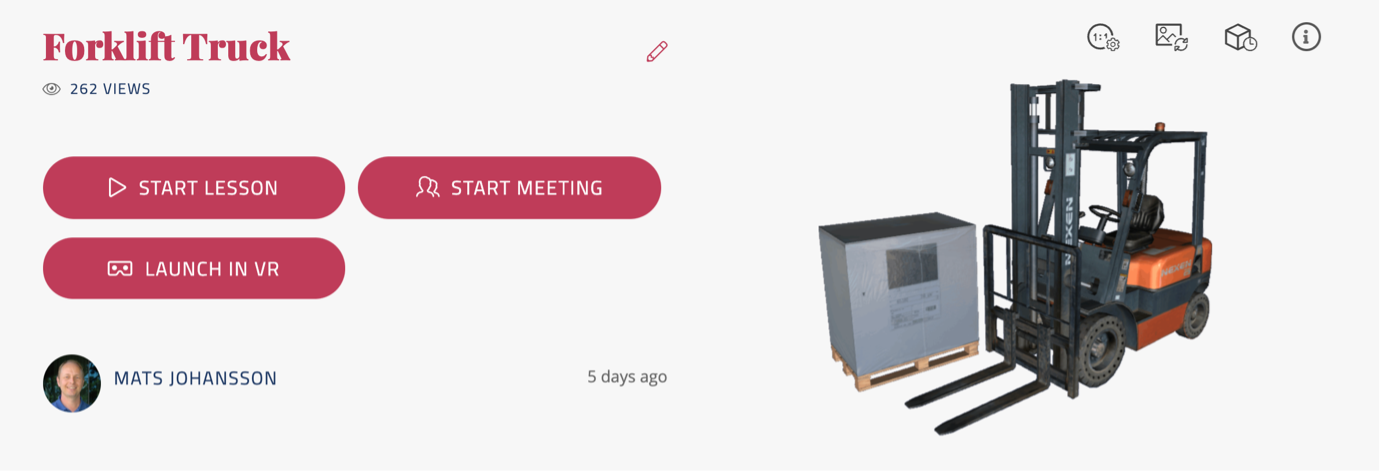 Forklift Truck
262 VIEWS
START LESSON
START MEETING
LAUNCH IN VR
MATS JOHANSSON
5 days ago
1:1
NEXEN